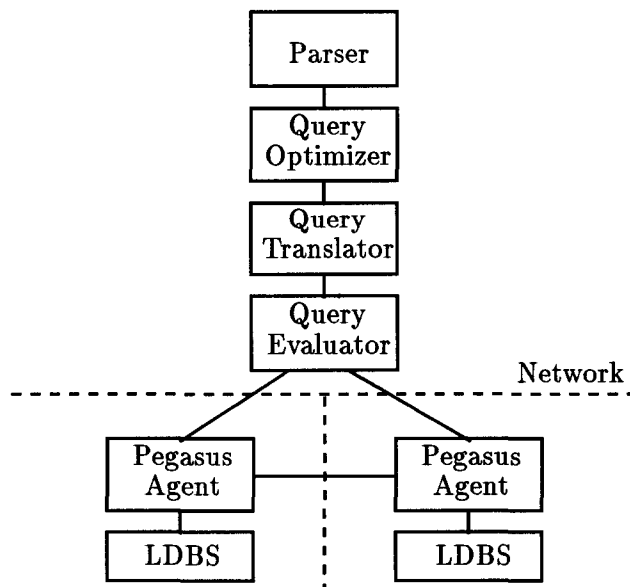 Parser
Query
Optimizer
Query
Translator
Query
Evaluator
Network
Pegasus
Agent
Pegasus
Agent
LDBS
LDBS